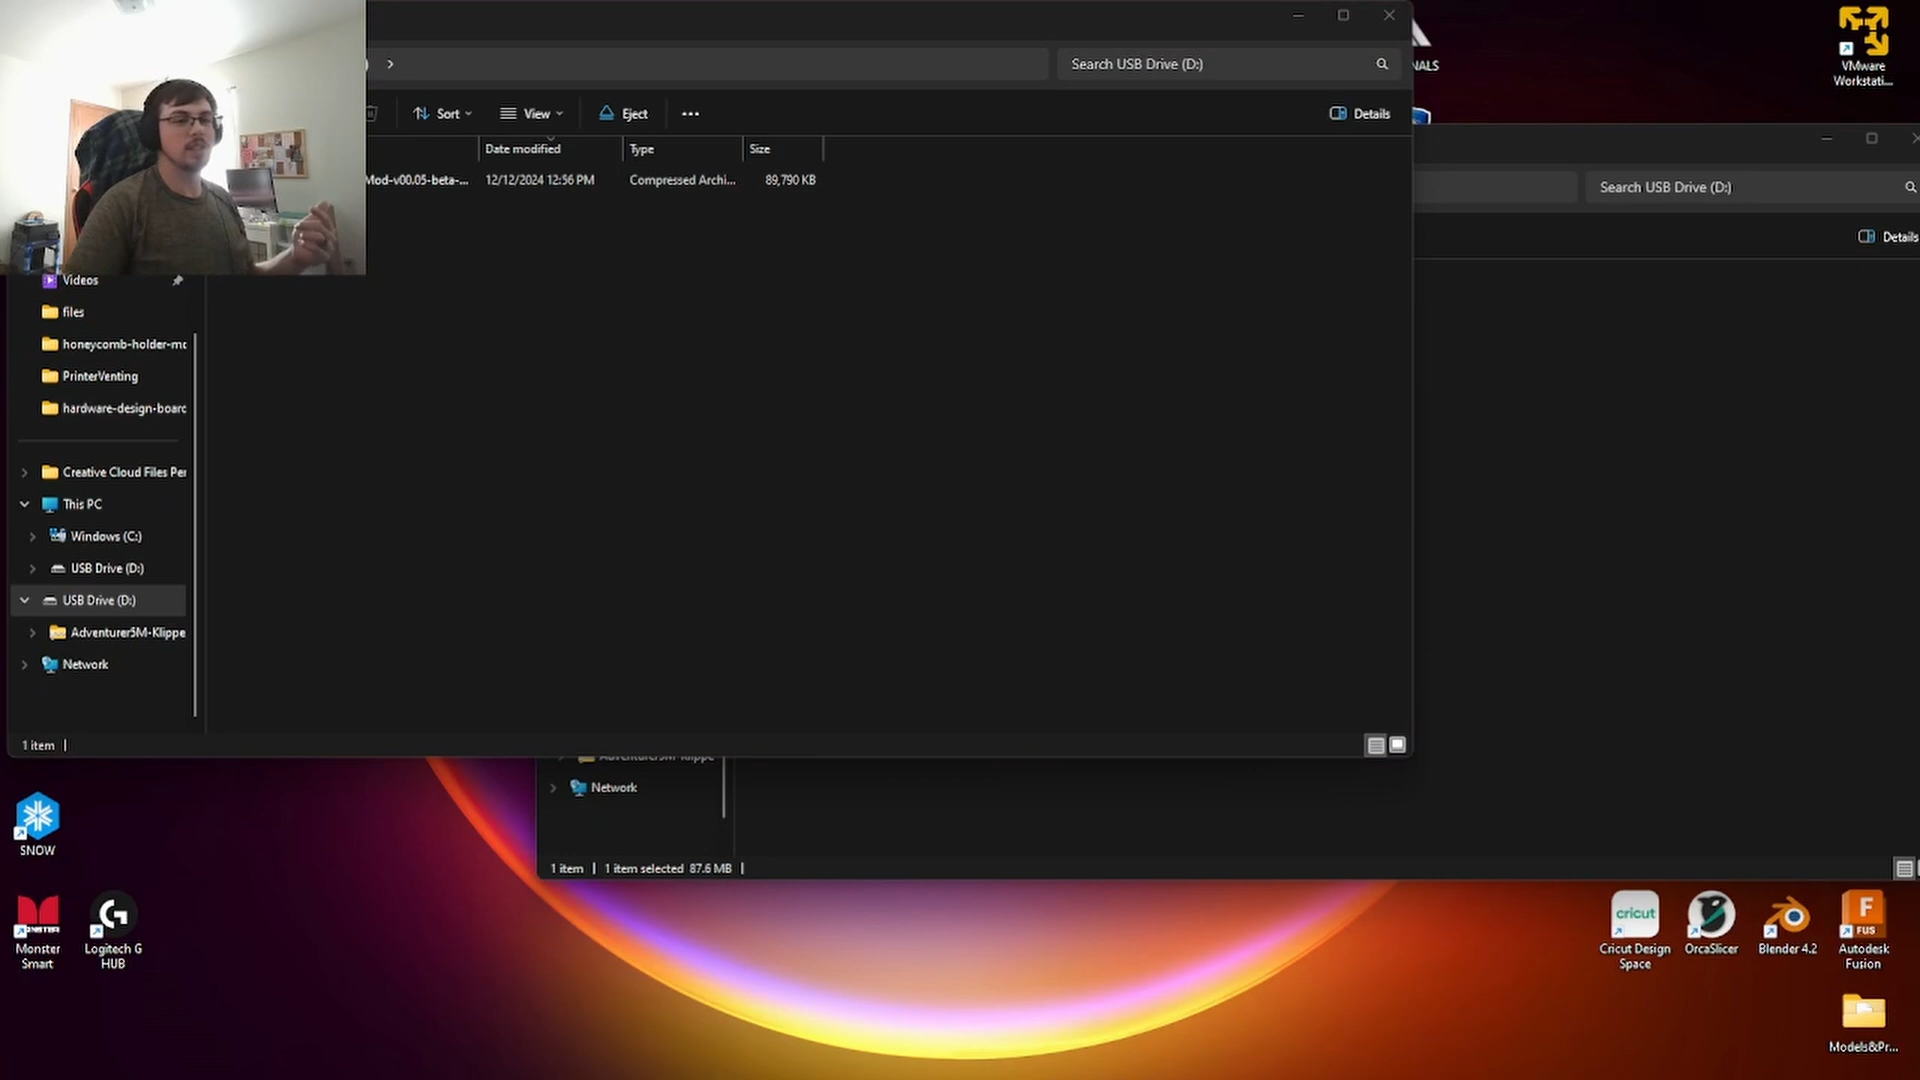 Search USB Drive (D:)
Sort
View
Eject
Details
Date modified
Type
Size
Mod-v00.05-beta-...
12/12/2024 12:56 PM
Compressed Archi...
89,790 KB
Videos
files
honeycomb-holder-mc
PrinterVenting
hardware-design-board
Creative Cloud Files Per
This PC
Windows (C:)
USB Drive (D:)
USB Drive (D:)
Adventurer5M-Klippe
Network
1 item
NALS
VMware
Workstati...
Search USB Drive (D:)
Details
Adventurer5M-Klippe
Network
1 item
1 item selected 87.6 MB
SNOW
Monster
Smart
Logitech G
HUB
cricut
Cricut Design
Space
OrcaSlicer
Blender 4.2
F
FUS
Autodesk
Fusion
Models&Pr...